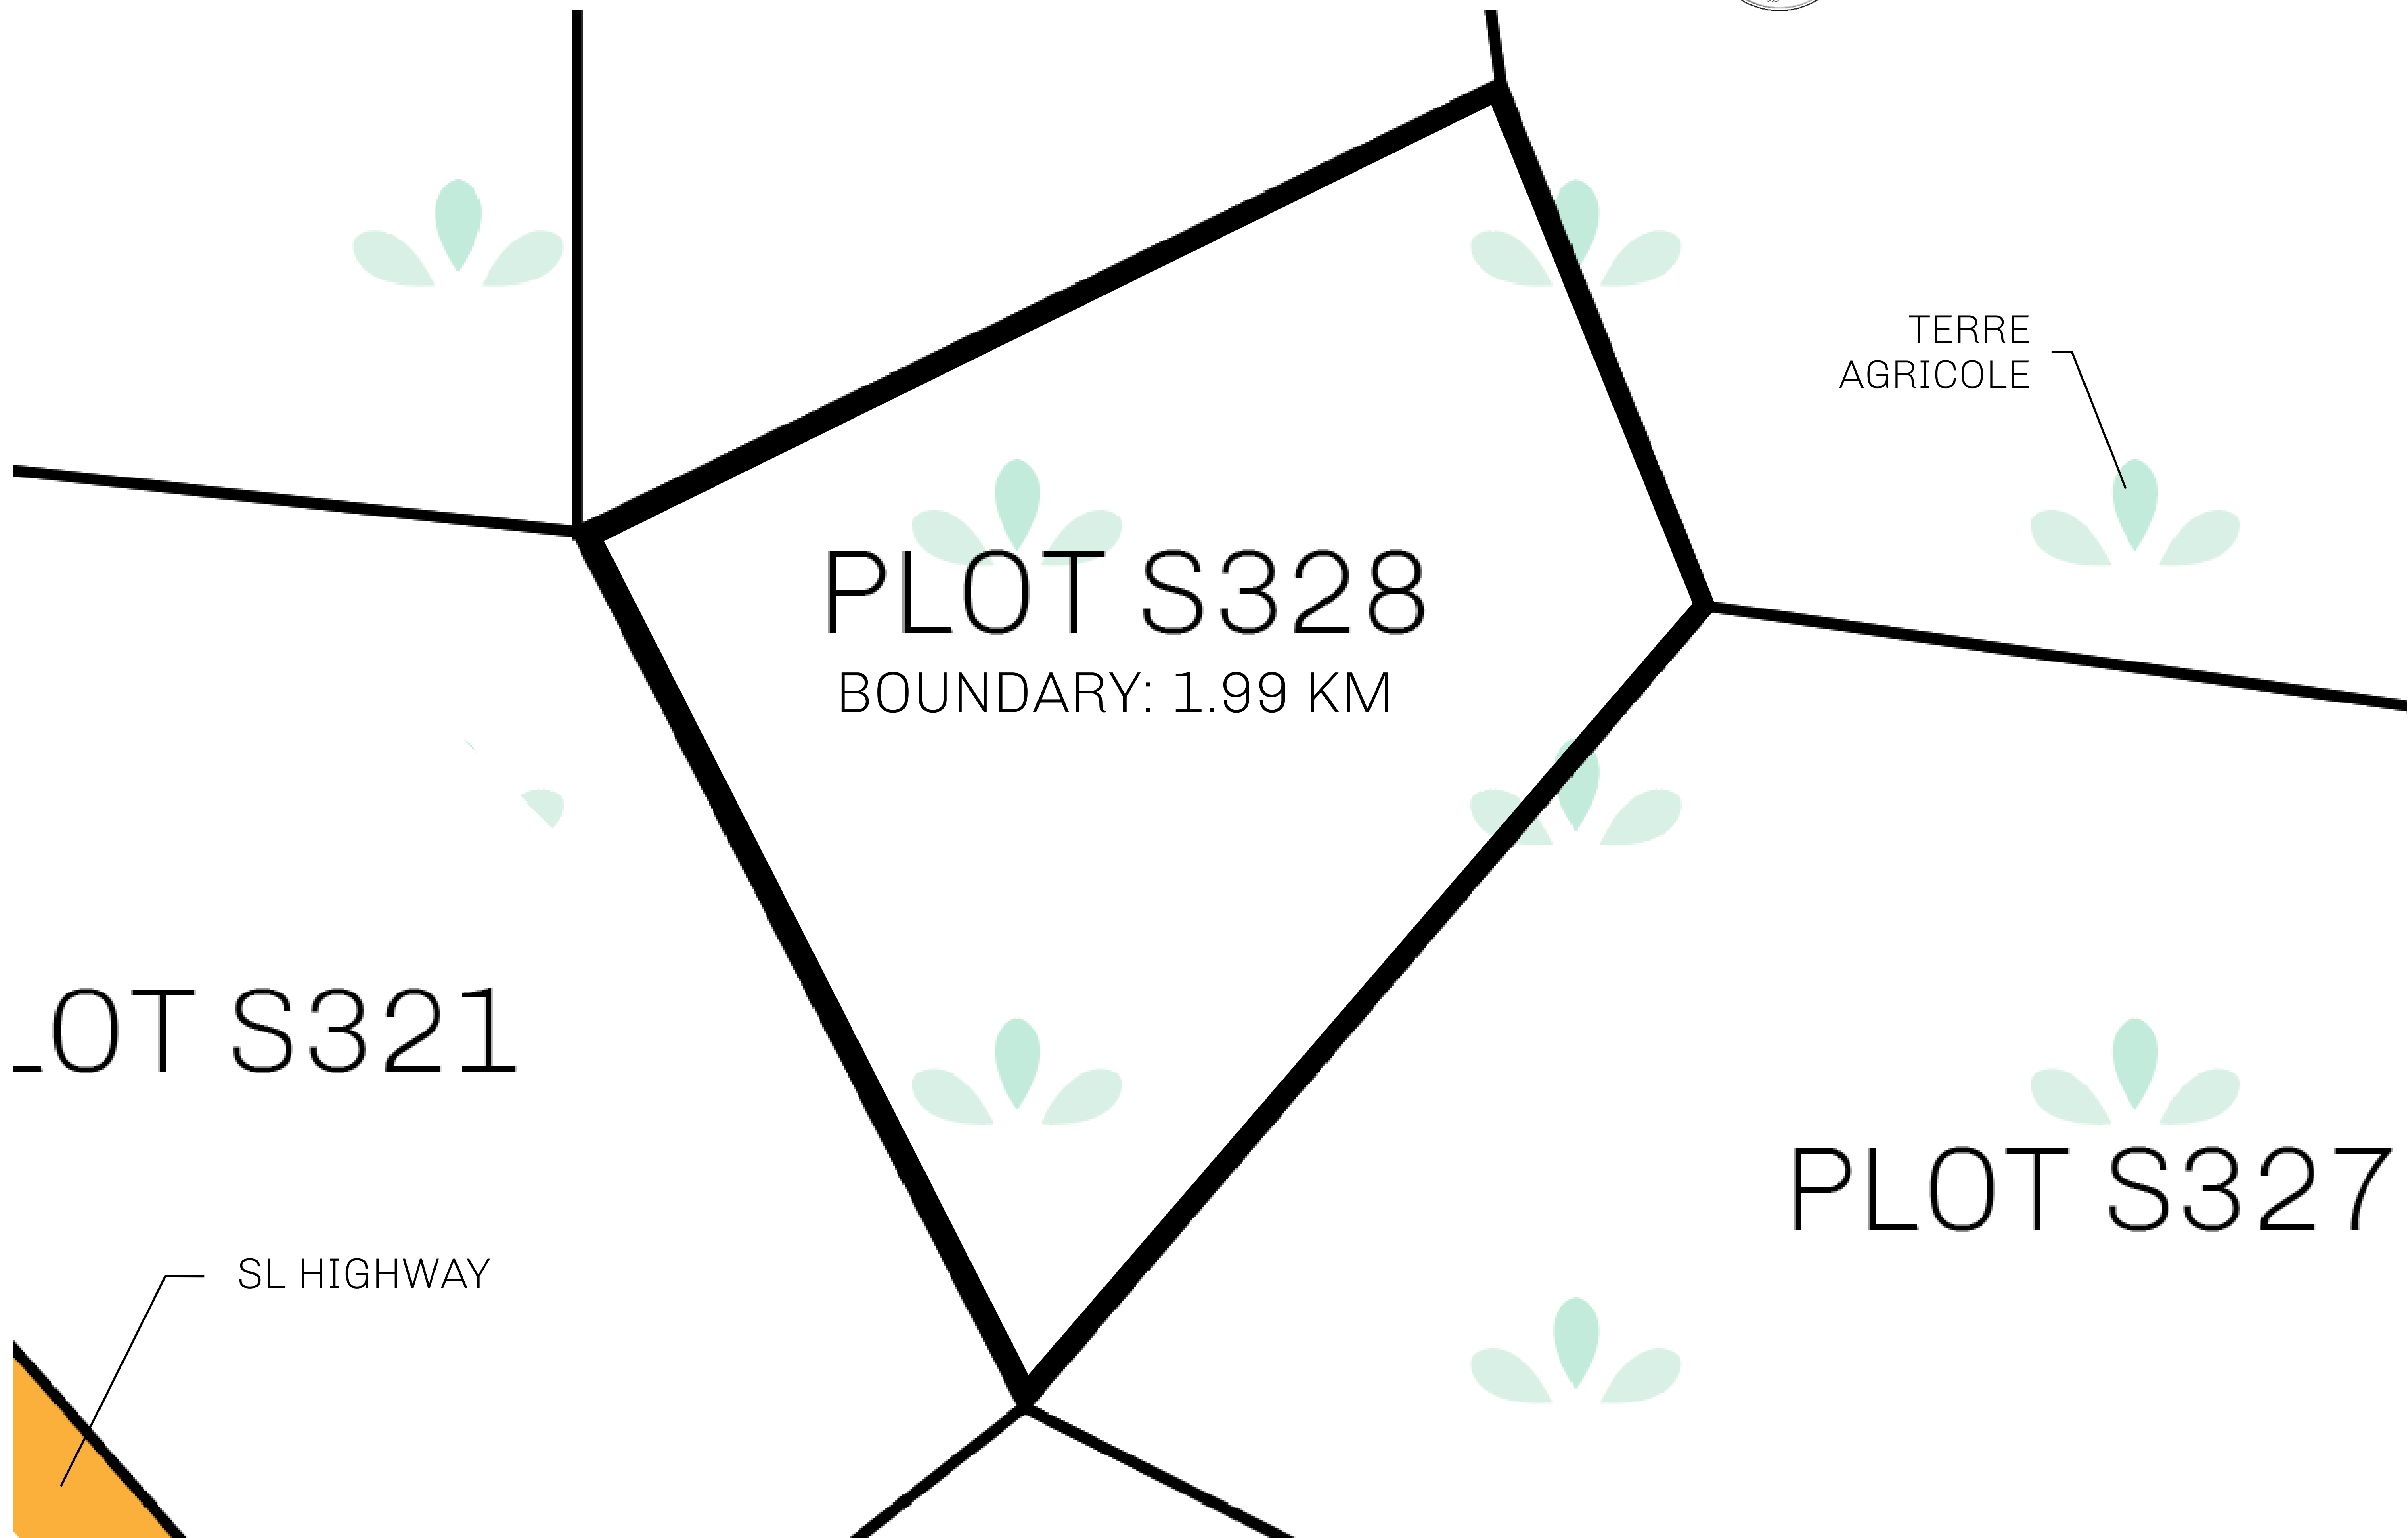 TERRE
AGRICOLE
PLOT S328
BOUNDARY: 1.99 KM
OT S321
PLOT S327
SL HIGHWAY